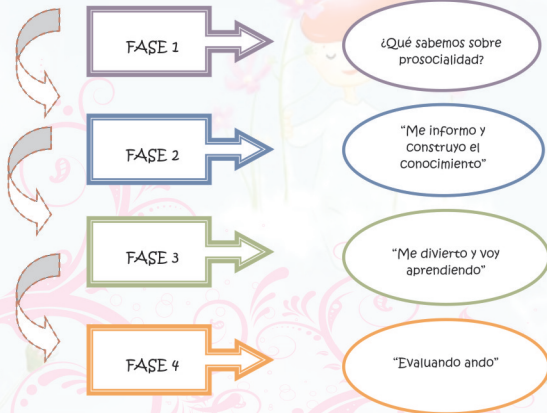 FASE 1
¿Qué sabemos sobre
prosocialidad?
FASE 2
“Me informo y
construyo el
conocimiento”
FASE 3
“Me divierto y voy
aprendiendo”
FASE 4
“Evaluando ando”